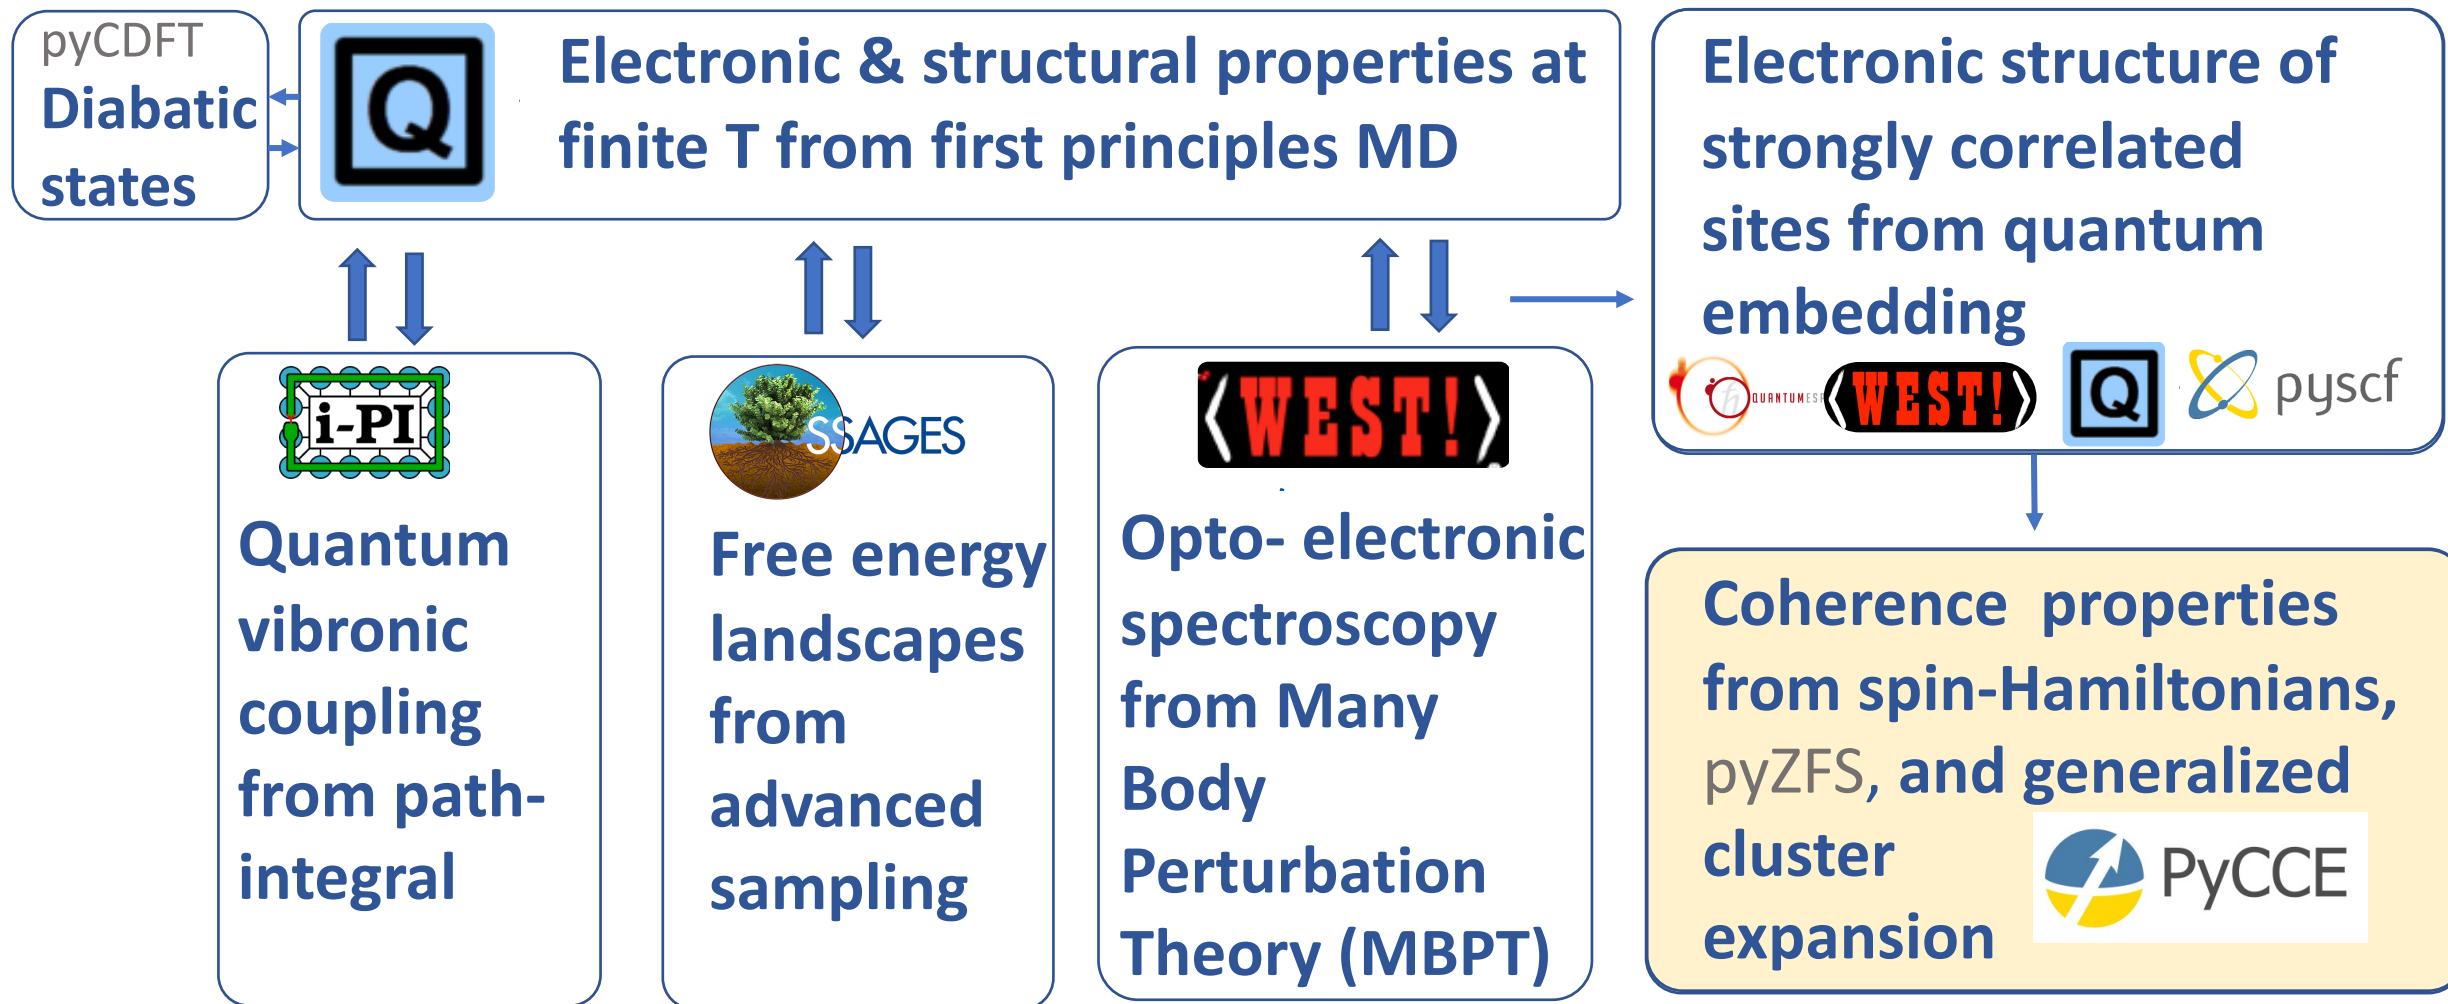 pyCDFT
Diabatic
states
Q
Electronic & structural properties at
finite T from first principles MD
Electronic structure of
strongly correlated
sites from quantum
embedding
QUANTUMESP
WEST!
Q
pyscf
i-PI
Quantum
vibronic
coupling
from path-
integral
SSAGES
Free energy
landscapes
from
advanced
sampling
WEST!
Opto- electronic
spectroscopy
from Many
Body
Perturbation
Theory (MBPT)
Coherence properties
from spin-Hamiltonians,
pyZFS, and generalized
cluster
expansion
PyCCE